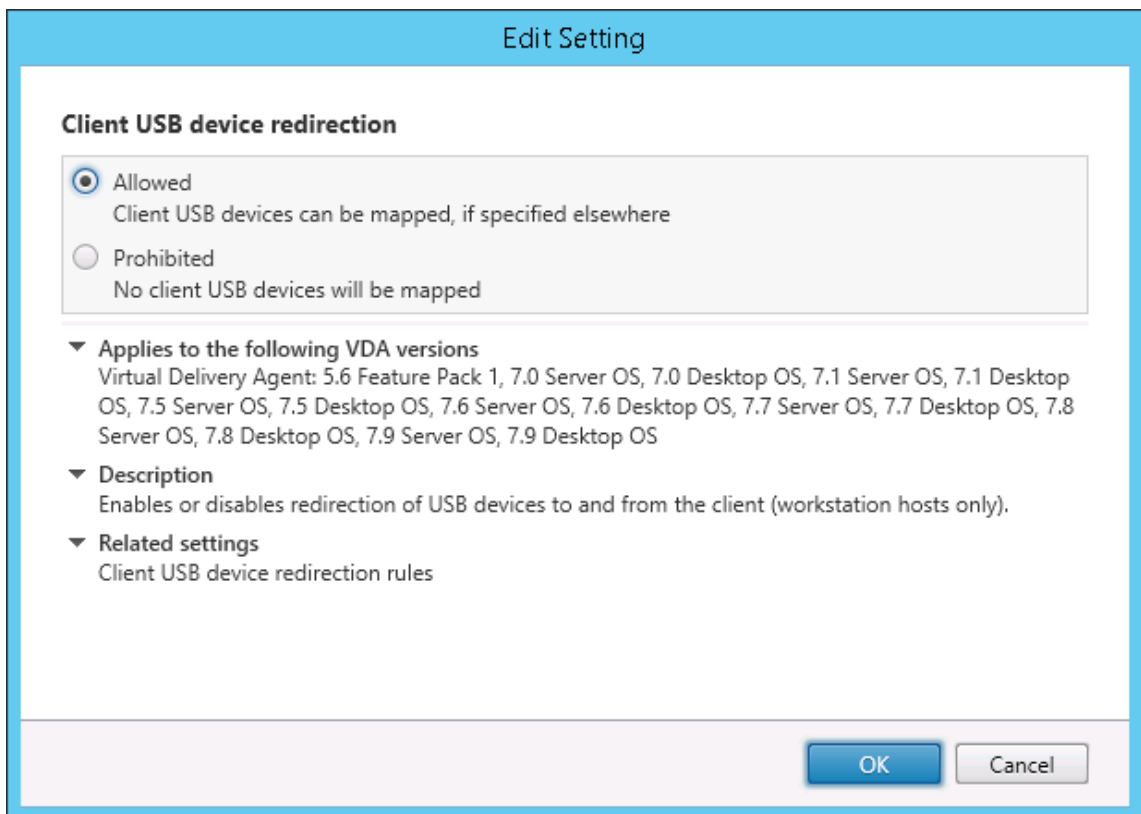 Edit Setting
Client USB device redirection
Allowed
Client USB devices can be mapped, if specified elsewhere
Prohibited
No client USB devices will be mapped
Applies to the following VDA versions
Virtual Delivery Agent: 5.6 Feature Pack 1, 7.0 Server OS, 7.0 Desktop OS, 7.1 Server OS, 7.1 Desktop
OS, 7.5 Server OS, 7.5 Desktop OS, 7.6 Server OS, 7.6 Desktop OS, 7.7 Server OS, 7.7 Desktop OS, 7.8
Server OS, 7.8 Desktop OS, 7.9 Server OS, 7.9 Desktop OS
Description
Enables or disables redirection of USB devices to and from the client (workstation hosts only).
Related settings
Client USB device redirection rules
OK Cancel